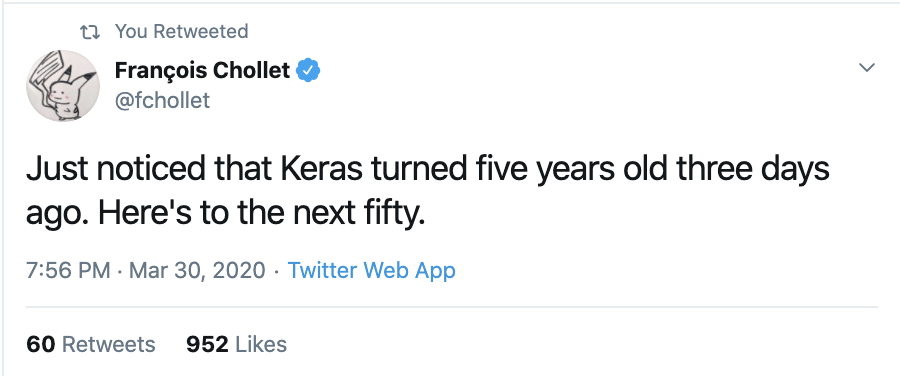 You Retweeted
François Chollet
@fchollet
Just noticed that Keras turned five years old three days
ago. Here's to the next fifty.
7:56 PM · Mar 30, 2020 · Twitter Web App
60 Retweets 952 Likes